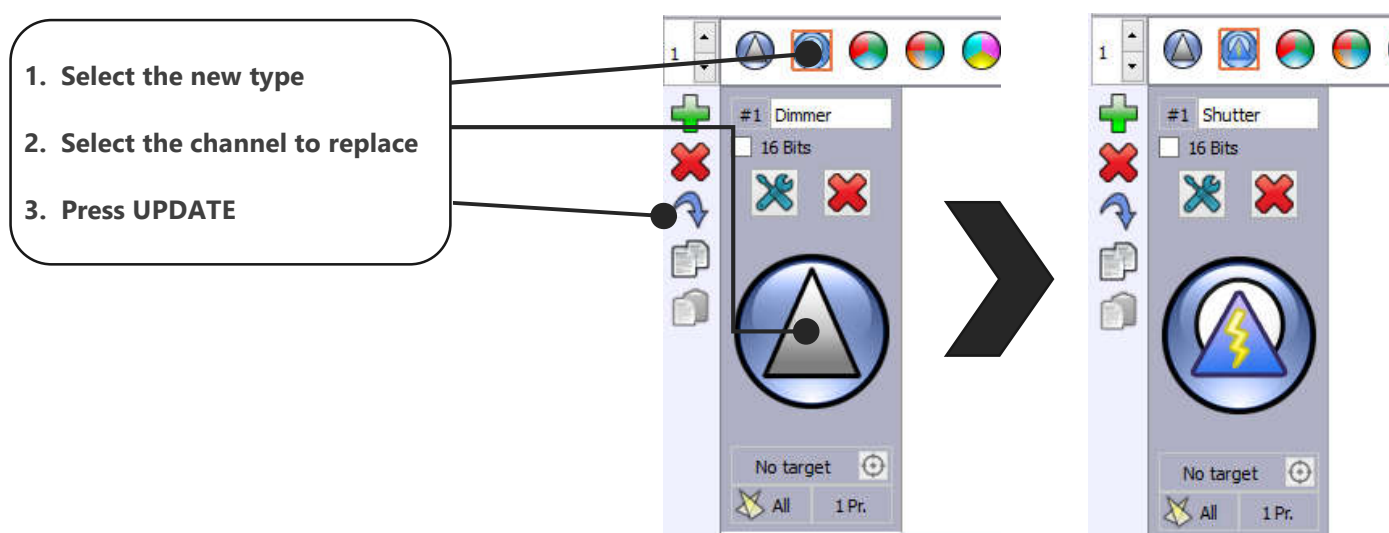 1. Select the new type
2. Select the channel to replace
3. Press UPDATE
1
#1 Dimmer
16 Bits
No target
All 1 Pr.
1
#1 Shutter
16 Bits
No target
All 1 Pr.